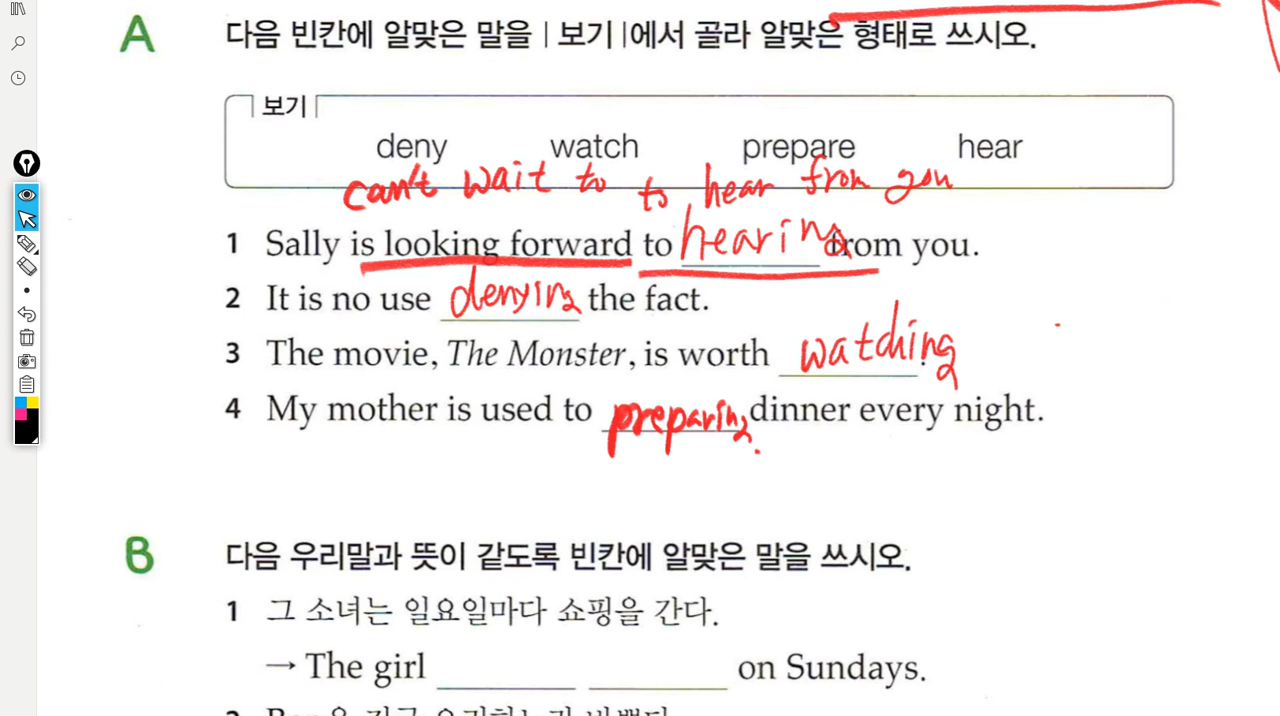 A 다음 빈칸에 알맞은 말을 |보기|에서 골라 알맞은 형태로 쓰시오.
보기
deny watch prepare hear
can't wait to to hear from you
1 Sally is looking forward to hearing from you.
2 It is no use denying the fact.
3 The movie, The Monster, is worth watching.
4 My mother is used to preparing dinner every night.
B 다음 우리말과 뜻이 같도록 빈칸에 알맞은 말을 쓰시오.
1 그 소녀는 일요일마다 쇼핑을 간다.
→ The girl ________ ________ on Sundays.